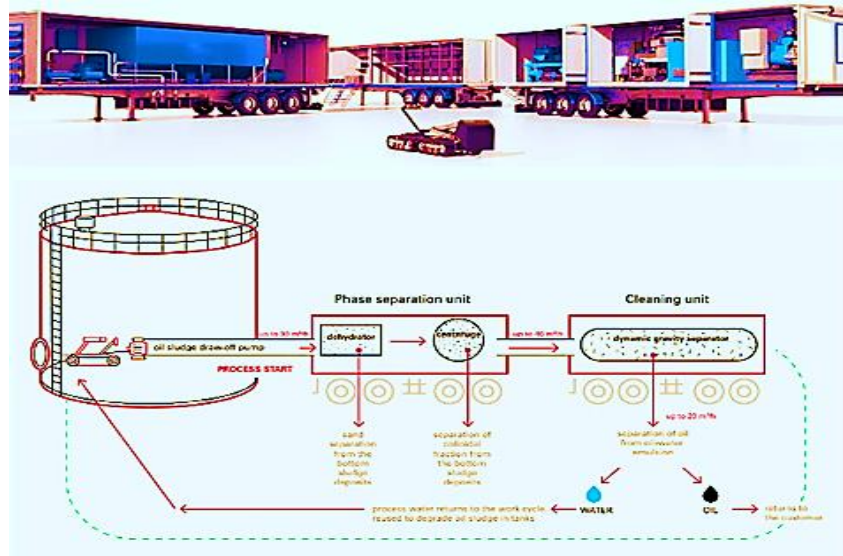 Phase separation unit
Cleaning unit
oil sludge draw-off pump
PROCESS START
dehydrator
centrifuge
dynamic gravity separator
up to m³/h
up to m³/h
up to 20 m³/h
sand
separation
from the
bottom
sludge
deposits
separation of
colloidal
fraction from
the bottom
sludge
deposits
separation of oil
from oil-water
emulsion
process water returns to the work cycle
reused to degrade oil sludge in tanks
WATER
OIL
returns to
the customer